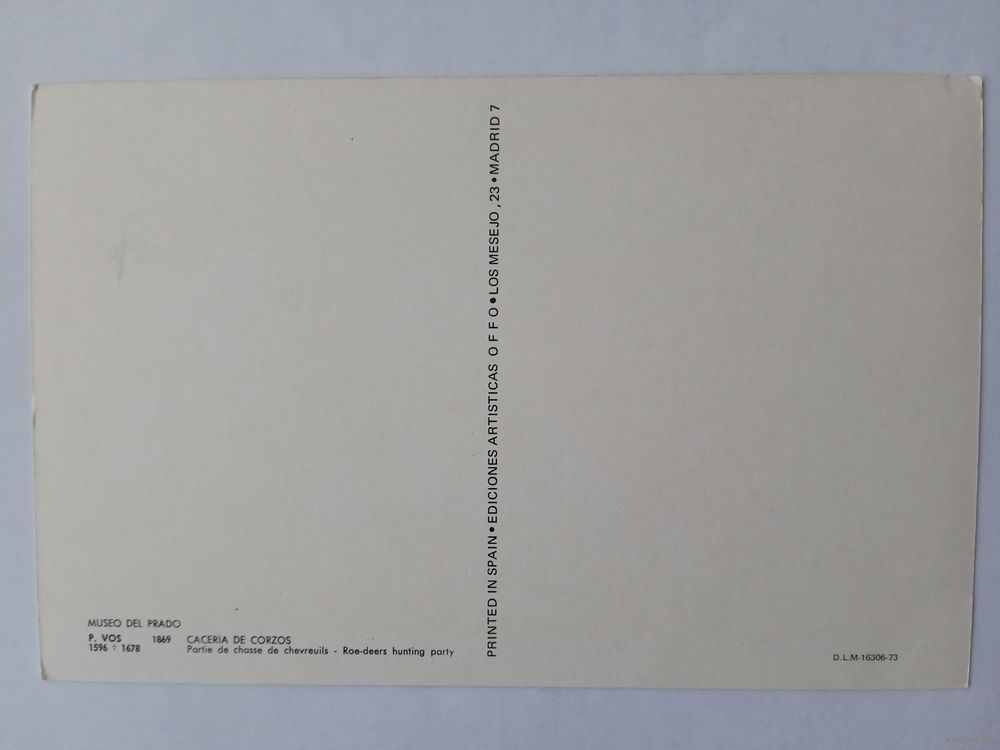 MUSEO DEL PRADO
P. VOS 1869 CACERIA DE CORZOS
1596 † 1678 Partie de chasse de chevreuils - Roe-deers hunting party
PRINTED IN SPAIN • EDICIONES ARTISTICAS O F F O • LOS MESEJO , 23 • MADRID 7
D.L.M-16306-73